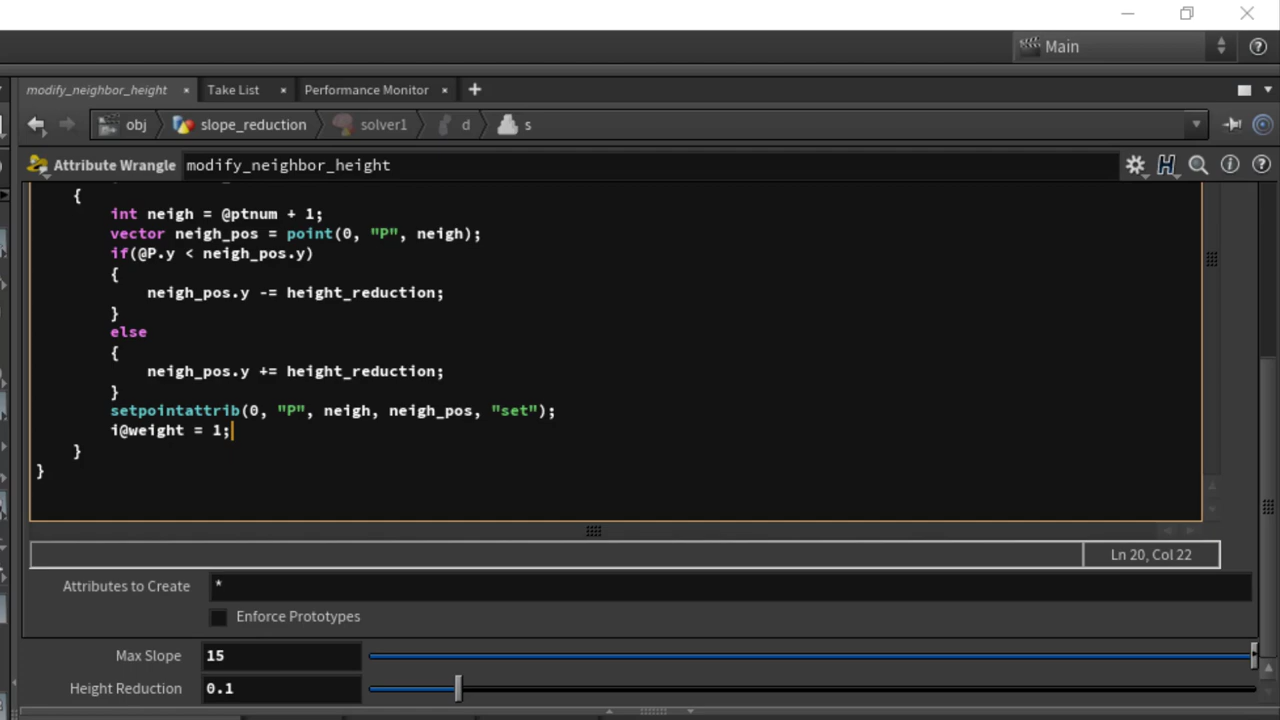 Main
modify_neighbor_height × Take List × Performance Monitor × +
obj slope_reduction solver1 d s
Attribute Wrangle modify_neighbor_height
{
int neigh = @ptnum + 1;
vector neigh_pos = point(0, "P", neigh);
if(@P.y < neigh_pos.y)
{
neigh_pos.y -= height_reduction;
}
else
{
neigh_pos.y += height_reduction;
}
setpointattrib(0, "P", neigh, neigh_pos, "set");
i@weight = 1;
}
}
Ln 20, Col 22
Attributes to Create *
Enforce Prototypes
Max Slope 15
Height Reduction 0.1